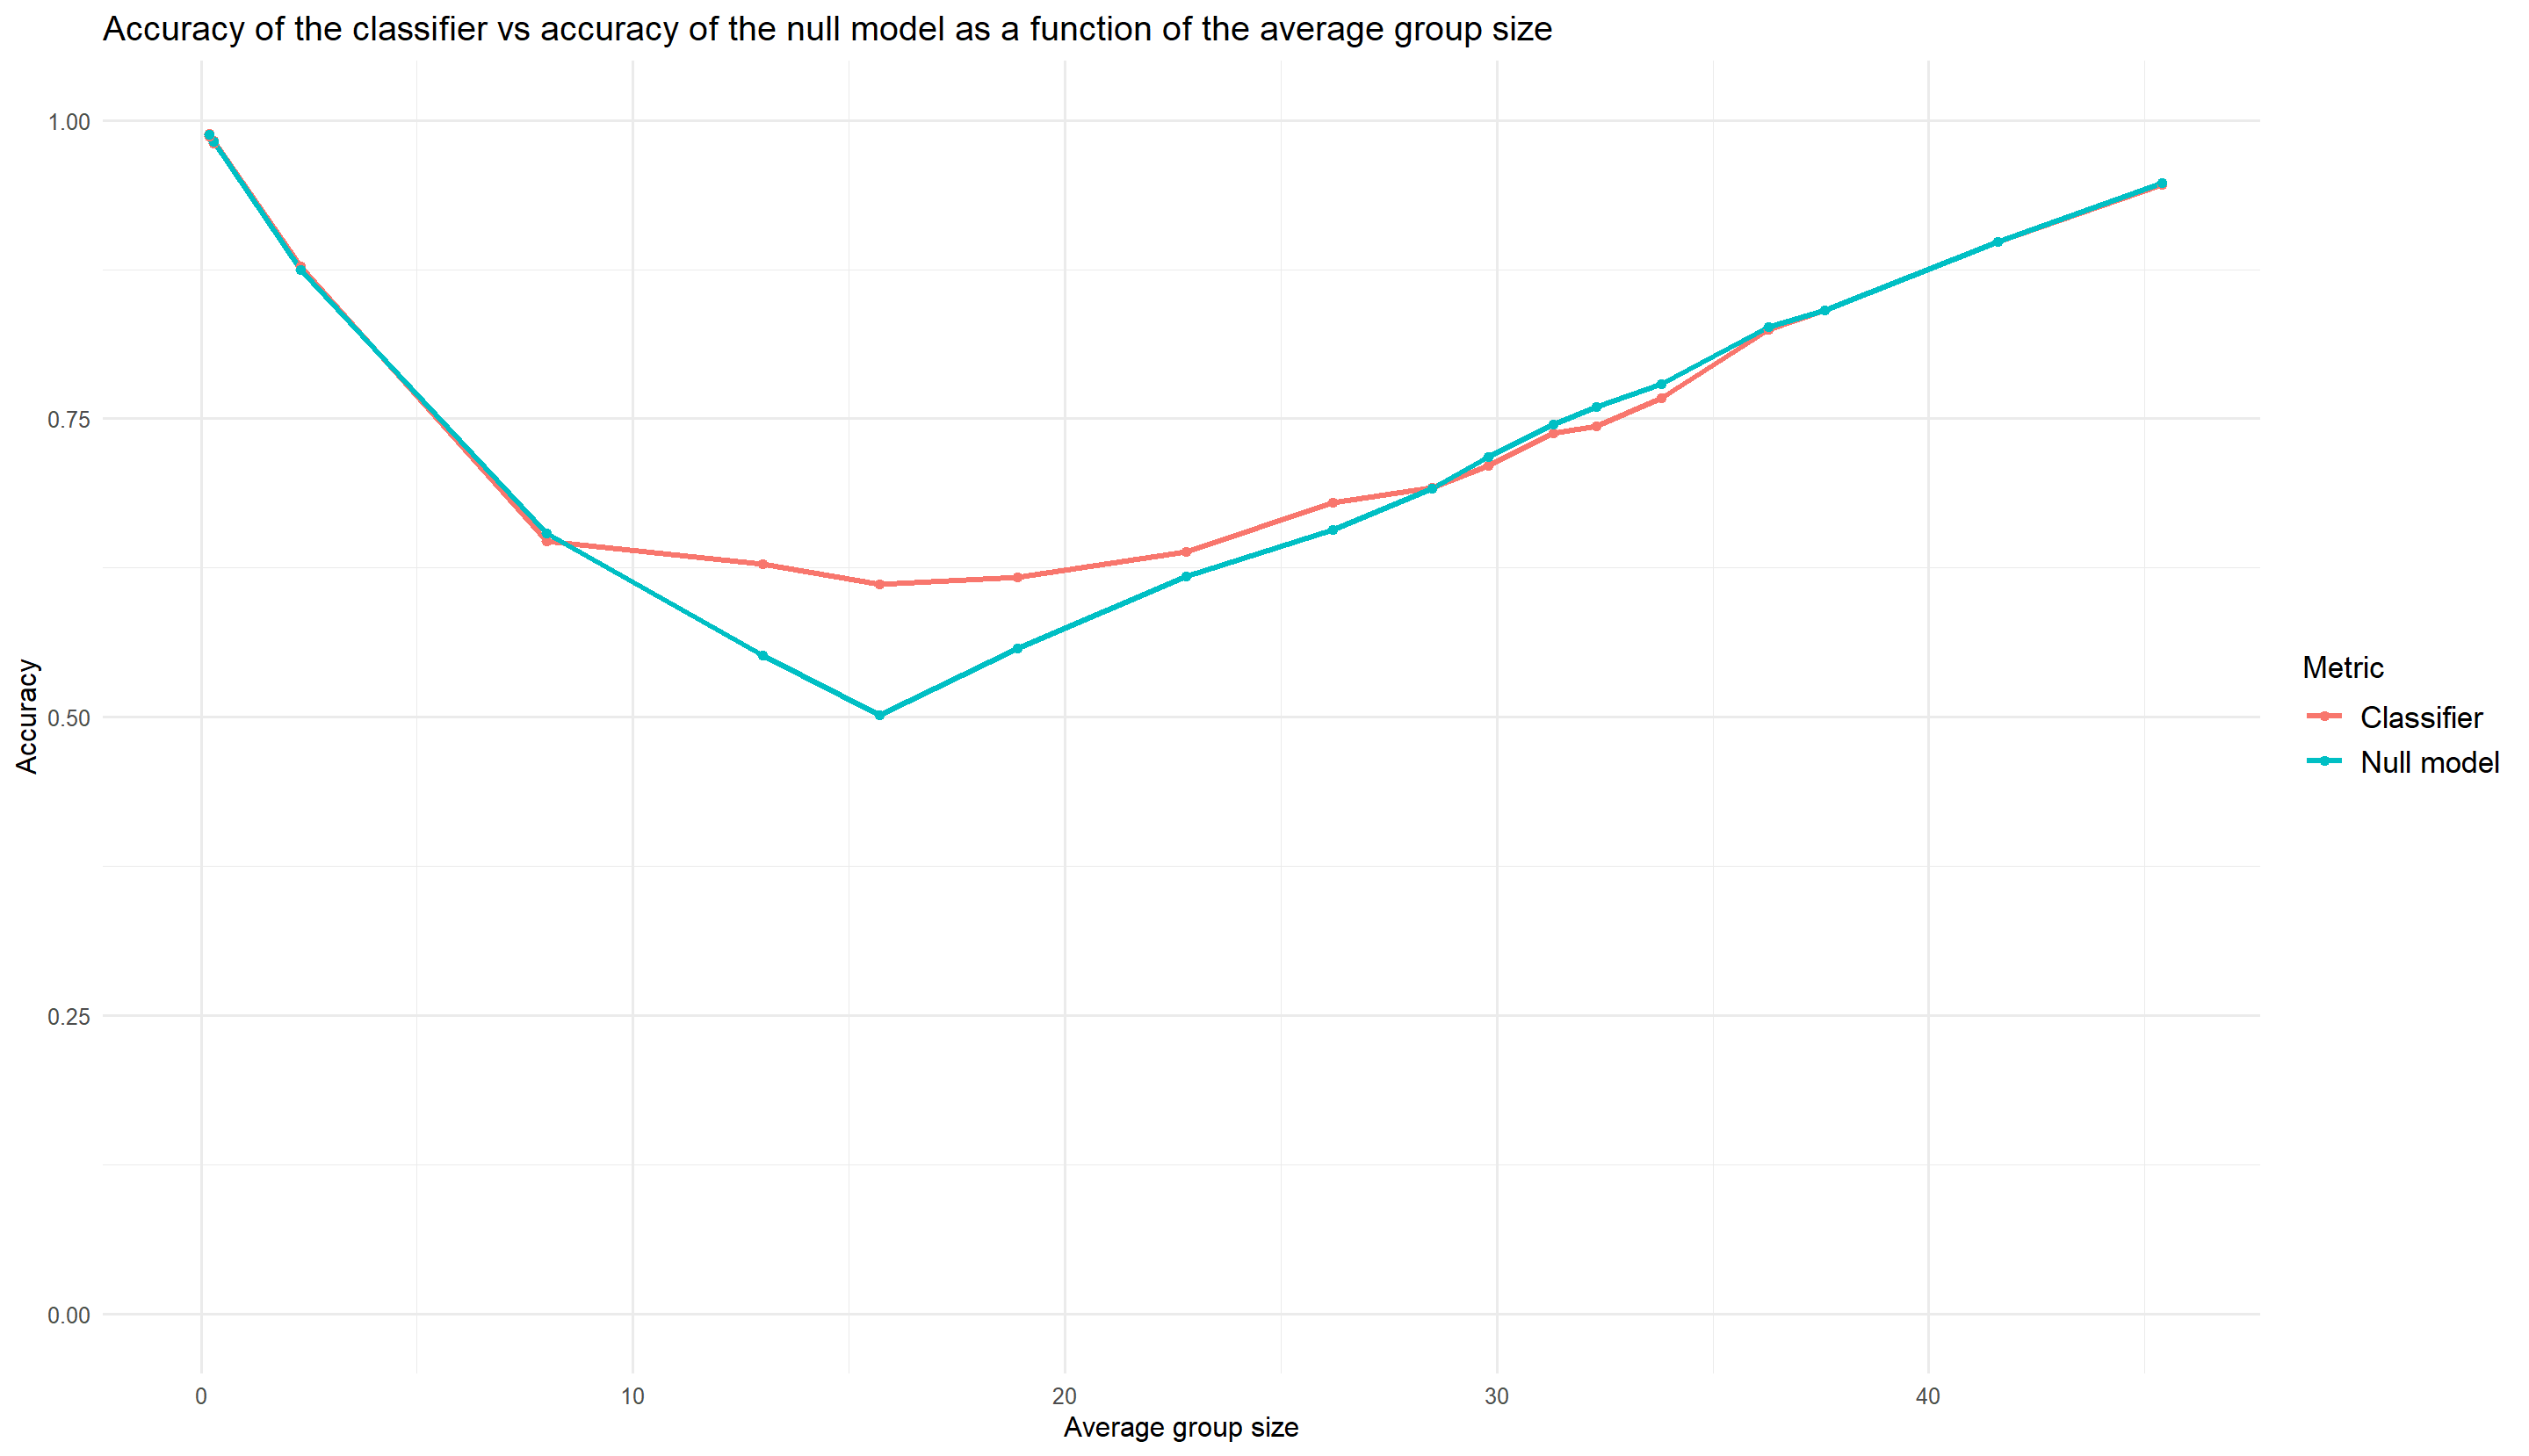 Accuracy of the classifier vs accuracy of the null model as a function of the average group size
1.00
0.75
0.50
0.25
0.00
Accuracy
0 10 20 30 40
Average group size
Metric
Classifier
Null model